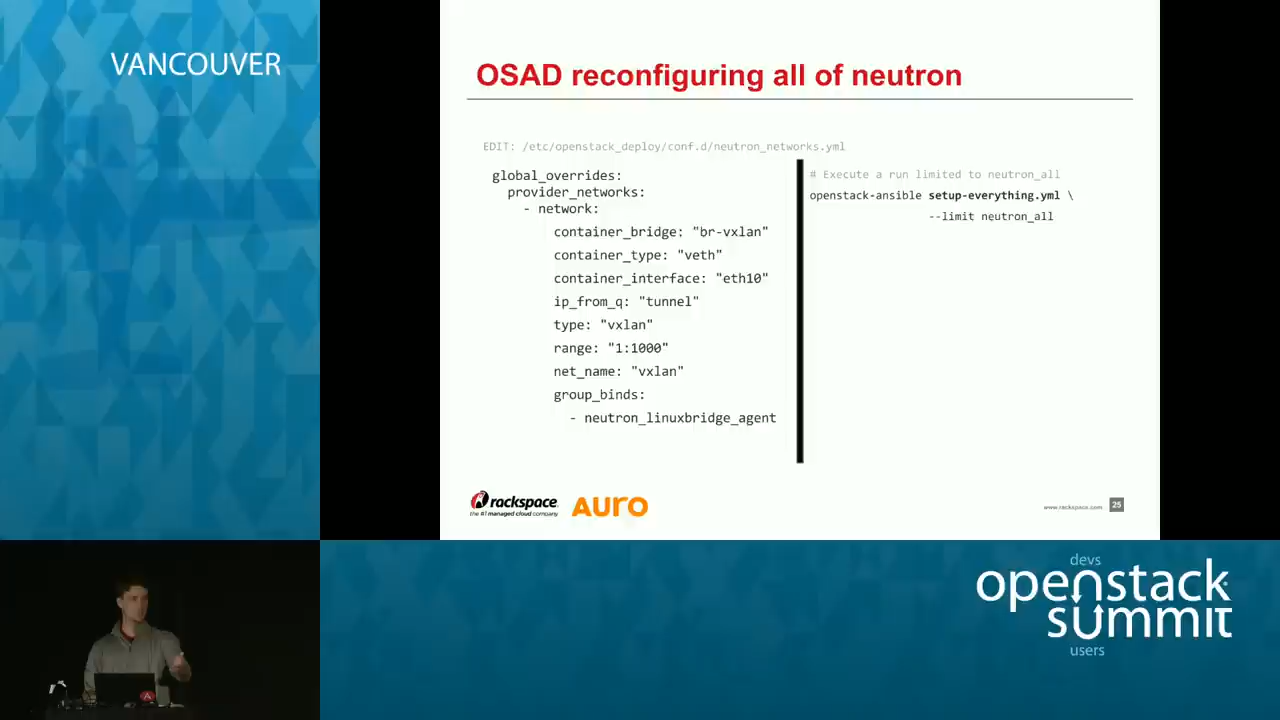 VANCOUVER
OSAD reconfiguring all of neutron
EDIT: /etc/openstack_deploy/conf.d/neutron_networks.yml
global_overrides:
provider_networks:
- network:
container_bridge: "br-vxlan"
container_type: "veth"
container_interface: "eth10"
ip_from_q: "tunnel"
type: "vxlan"
range: "1:1000"
net_name: "vxlan"
group_binds:
- neutron_linuxbridge_agent
# Execute a run limited to neutron_all
openstack-ansible setup-everything.yml \
--limit neutron_all
rackspace
the #1 managed cloud company
AURO
www.rackspace.com 25
devs
openstack
summit
users